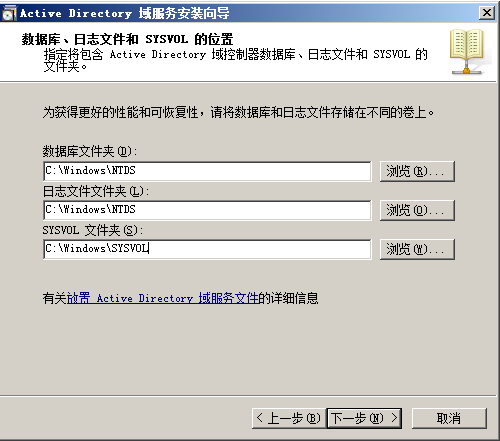 Active Directory 域服务安装向导
数据库、日志文件和 SYSVOL 的位置
指定将包含 Active Directory 域控制器数据库、日志文件和 SYSVOL 的
文件夹。
为获得更好的性能和可恢复性，请将数据库和日志文件存储在不同的卷上。
数据库文件夹(D):
C:\Windows\NTDS
浏览(R)...
日志文件文件夹(L):
C:\Windows\NTDS
浏览(O)...
SYSVOL 文件夹(S):
C:\Windows\SYSVOL
浏览(W)...
有关放置 Active Directory 域服务文件的详细信息
< 上一步(B) 下一步(N) > 取消